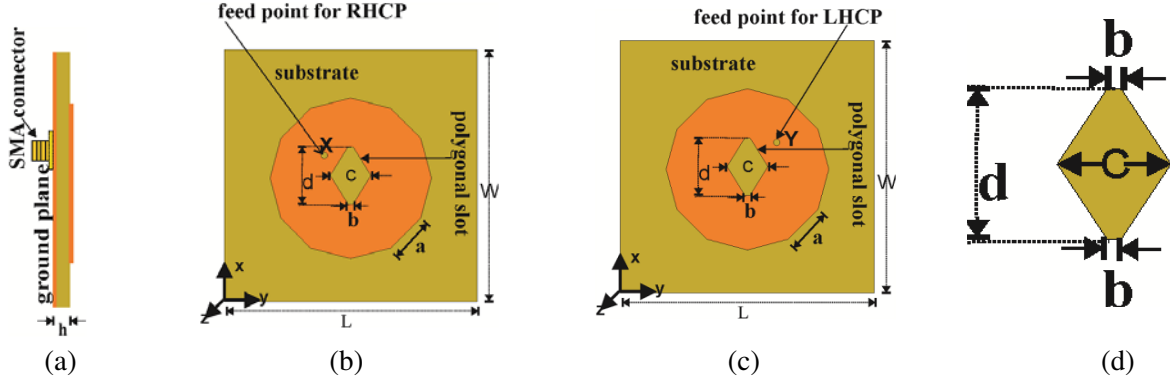 SMA connector
ground plane
h
(a)
feed point for RHCP
substrate
X
polygonal slot
C
d
b
a
W
x
y
z
L
(b)
feed point for LHCP
substrate
Y
polygonal slot
C
d
b
a
W
x
y
z
L
(c)
b
d
C
b
(d)